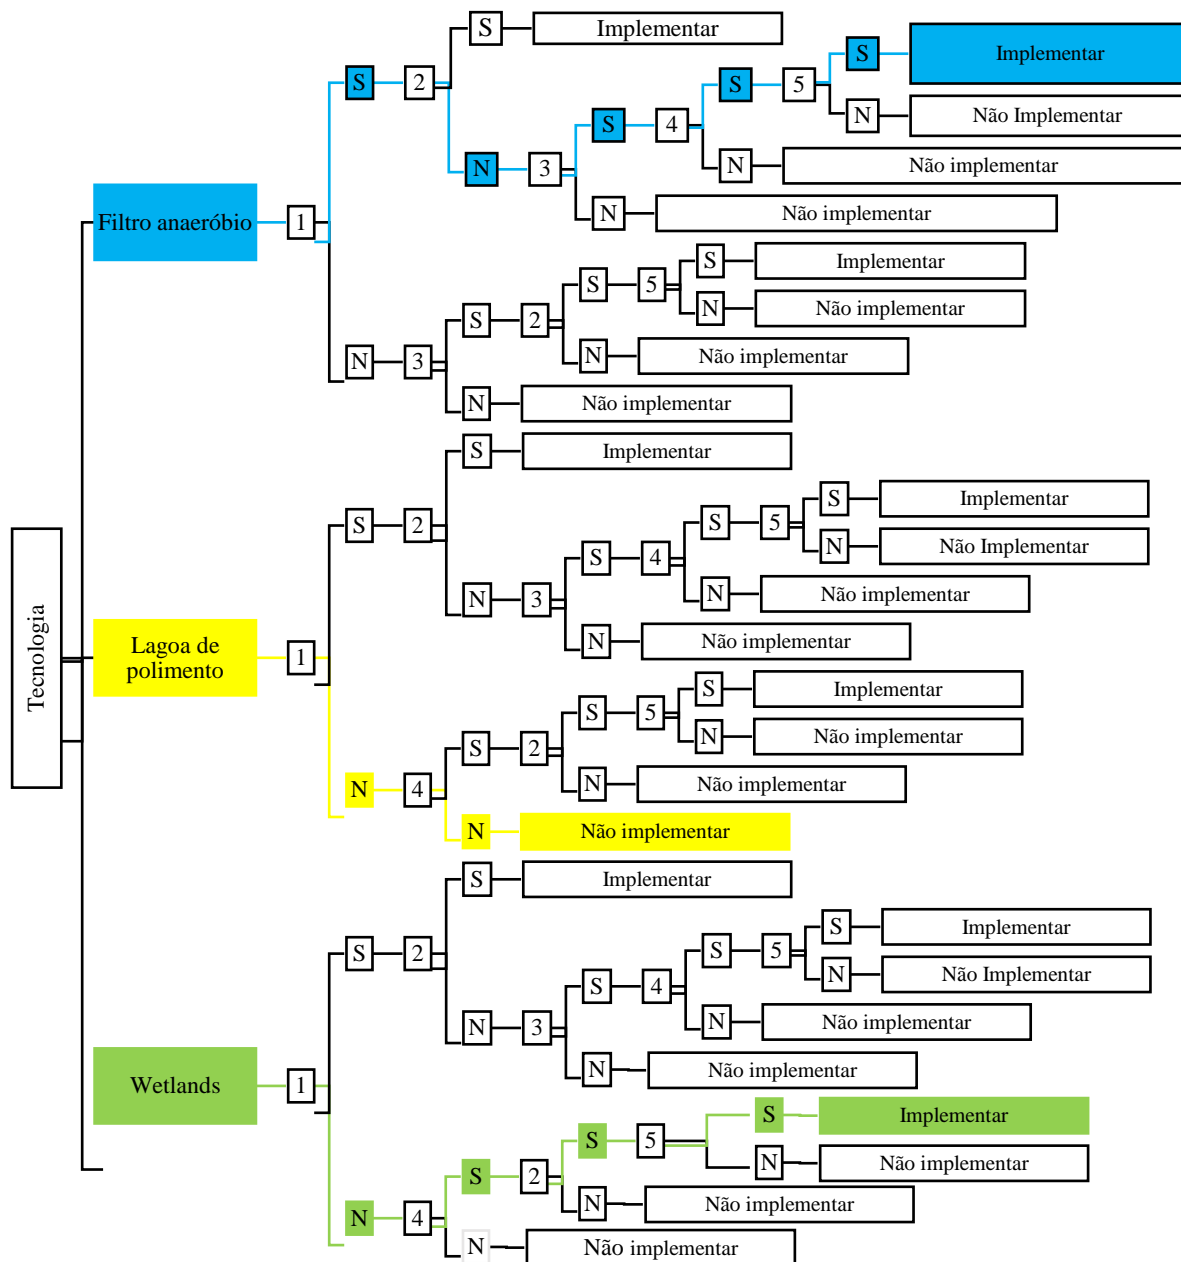 S
Implementar
S
Implementar
S
2
S
5
S
4
N
Não Implementar
N
3
N
Não implementar
Filtro anaeróbio
1
N
Não implementar
S
Implementar
S
5
S
2
N
Não implementar
N
3
N
Não implementar
N
Não implementar
S
Implementar
S
Implementar
S
2
S
5
S
4
N
Não Implementar
N
3
N
Não implementar
N
Não implementar
Tecnologia
Lagoa de
polimento
1
S
Implementar
S
5
S
2
N
Não implementar
N
4
N
Não implementar
N
Não implementar
S
Implementar
S
Implementar
S
2
S
5
S
4
N
Não Implementar
N
3
N
Não implementar
N
Não implementar
Wetlands
1
S
Implementar
S
5
S
2
N
Não implementar
N
4
N
Não implementar
N
Não implementar